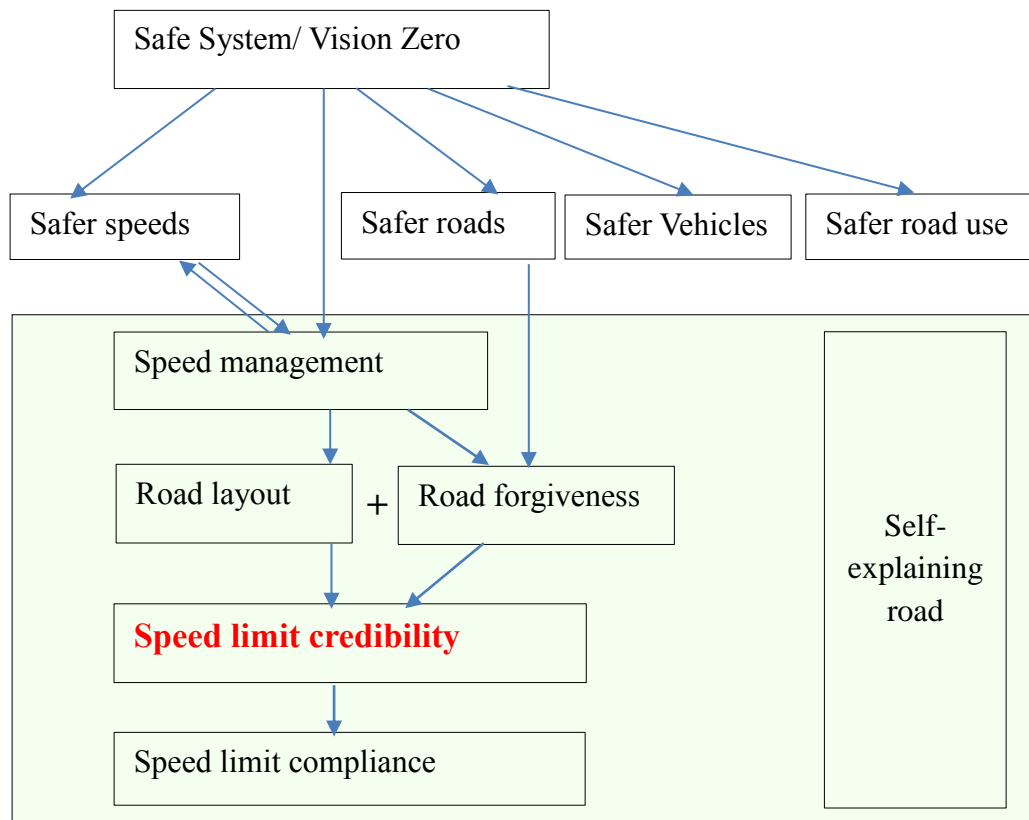 Safe System/ Vision Zero
Safer speeds
Safer roads
Safer Vehicles
Safer road use
Speed management
Road layout
+
Road forgiveness
Speed limit credibility
Speed limit compliance
Self-
explaining
road